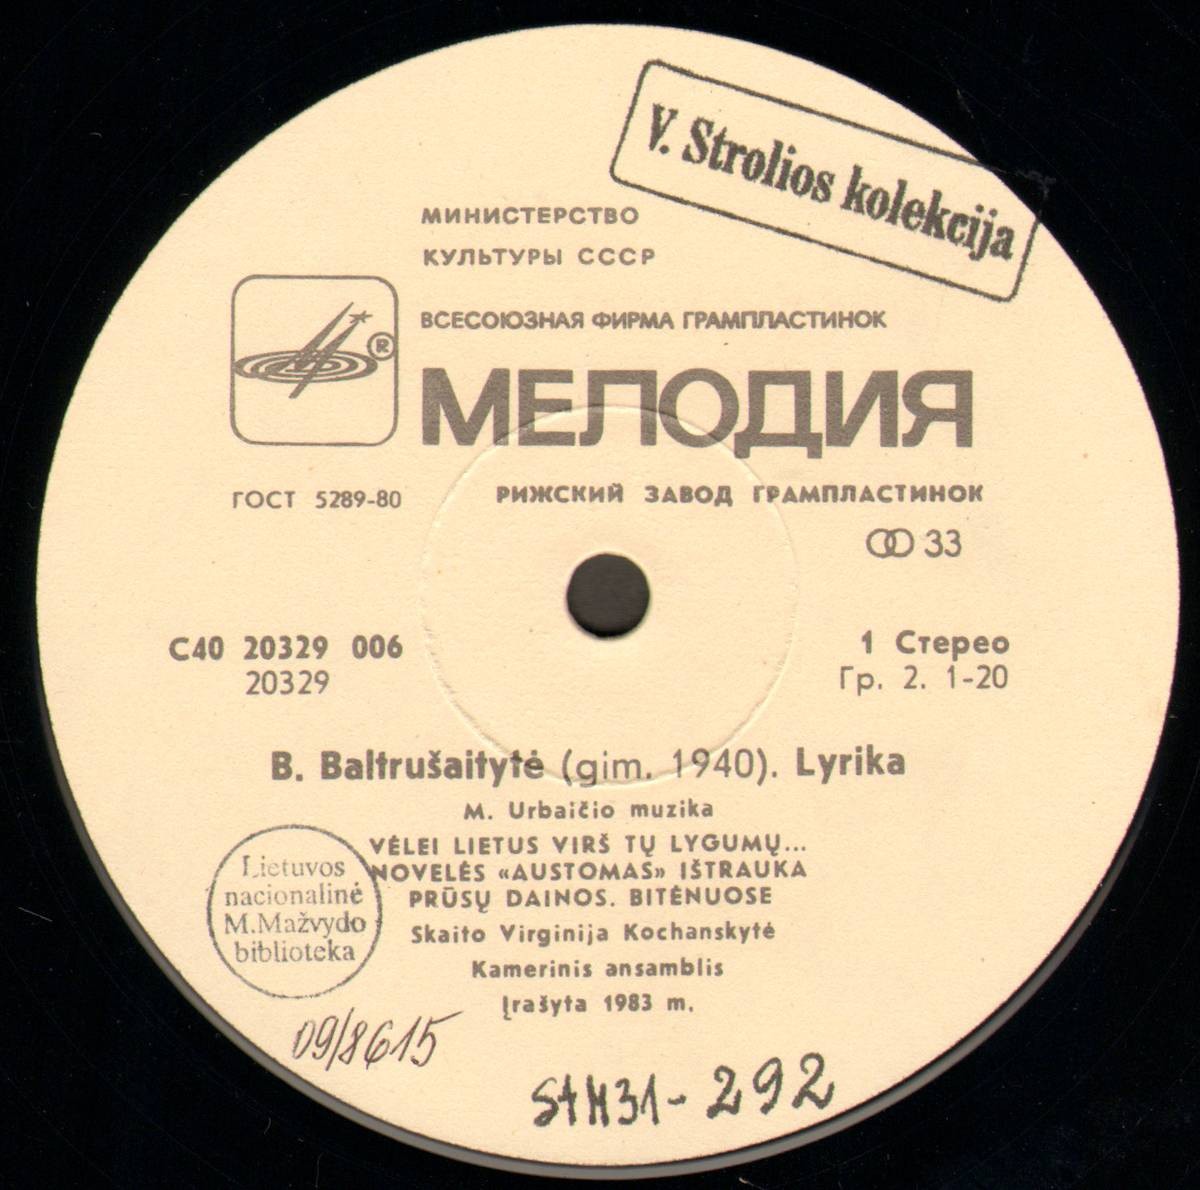 V. Strolios kolekcija
МИНИСТЕРСТВО
КУЛЬТУРЫ СССР
ВСЕСОЮЗНАЯ ФИРМА ГРАМПЛАСТИНОК
®
МЕЛОДИЯ
ГОСТ 5289-80
РИЖСКИЙ ЗАВОД ГРАМПЛАСТИНОК
33
С40 20329 006
20329
1 Стерео
Гр. 2. 1-20
B. Baltrušaitytė (gim. 1940). Lyrika
M. Urbaičio muzika
VĖLEI LIETUS VIRŠ TŲ LYGUMŲ...
NOVELĖS «AUSTOMAS» IŠTRAUKA
PRŪSŲ DAINOS. BITĖNUOSE
Skaito Virginija Kochanskytė
Kamerinis ansamblis
Įrašyta 1983 m.
Lietuvos
nacionalinė
M.Mažvydo
biblioteka
09/8615
292